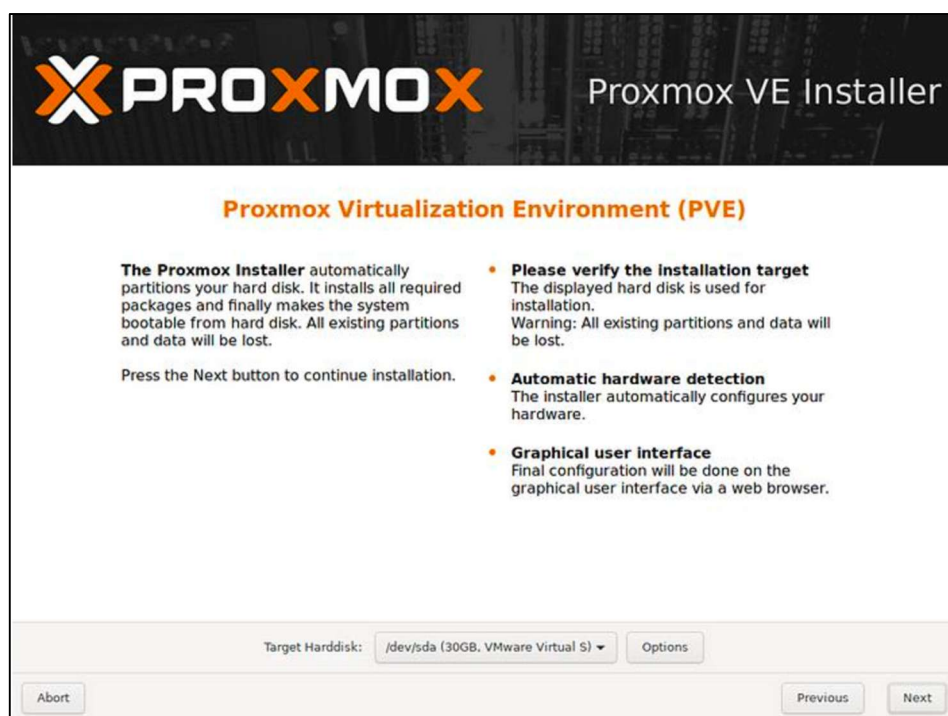 PROXMOX
Proxmox VE Installer
Proxmox Virtualization Environment (PVE)
The Proxmox Installer automatically
partitions your hard disk. It installs all required
packages and finally makes the system
bootable from hard disk. All existing partitions
and data will be lost.
Press the Next button to continue installation.
• Please verify the installation target
The displayed hard disk is used for
installation.
Warning: All existing partitions and data will
be lost.
• Automatic hardware detection
The installer automatically configures your
hardware.
• Graphical user interface
Final configuration will be done on the
graphical user interface via a web browser.
Target Harddisk: /dev/sda (30GB, VMware Virtual S) Options
Abort Previous Next